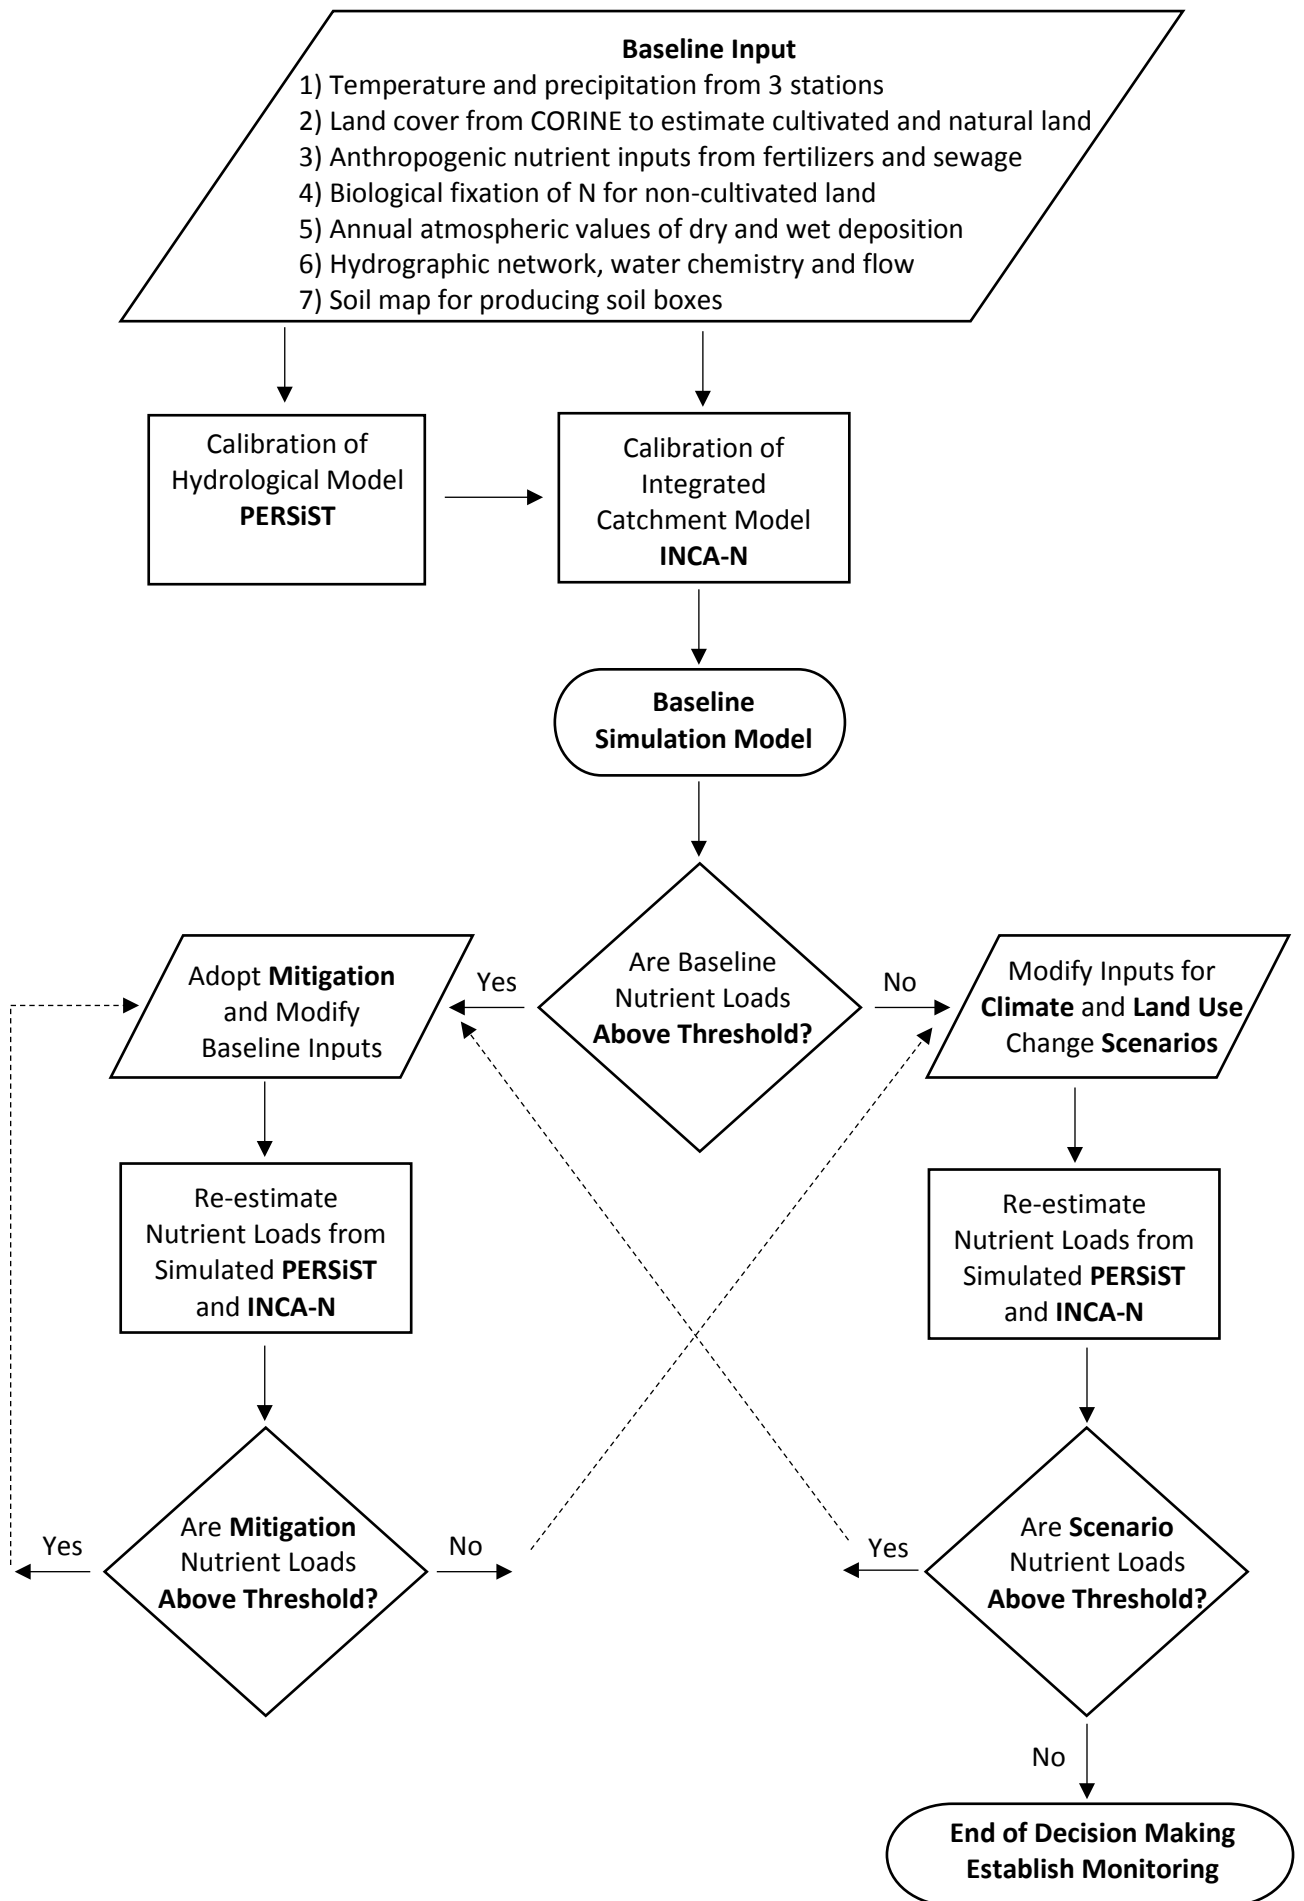 Baseline Input
1) Temperature and precipitation from 3 stations
2) Land cover from CORINE to estimate cultivated and natural land
3) Anthropogenic nutrient inputs from fertilizers and sewage
4) Biological fixation of N for non-cultivated land
5) Annual atmospheric values of dry and wet deposition
6) Hydrographic network, water chemistry and flow
7) Soil map for producing soil boxes
Calibration of
Hydrological Model
PERSiST
Calibration of
Integrated
Catchment Model
INCA-N
Baseline
Simulation Model
Are Baseline
Nutrient Loads
Above Threshold?
Yes
No
Adopt Mitigation
and Modify
Baseline Inputs
Modify Inputs for
Climate and Land Use
Change Scenarios
Re-estimate
Nutrient Loads from
Simulated PERSiST
and INCA-N
Re-estimate
Nutrient Loads from
Simulated PERSiST
and INCA-N
Yes
Are Mitigation
Nutrient Loads
Above Threshold?
No
Yes
Are Scenario
Nutrient Loads
Above Threshold?
No
End of Decision Making
Establish Monitoring